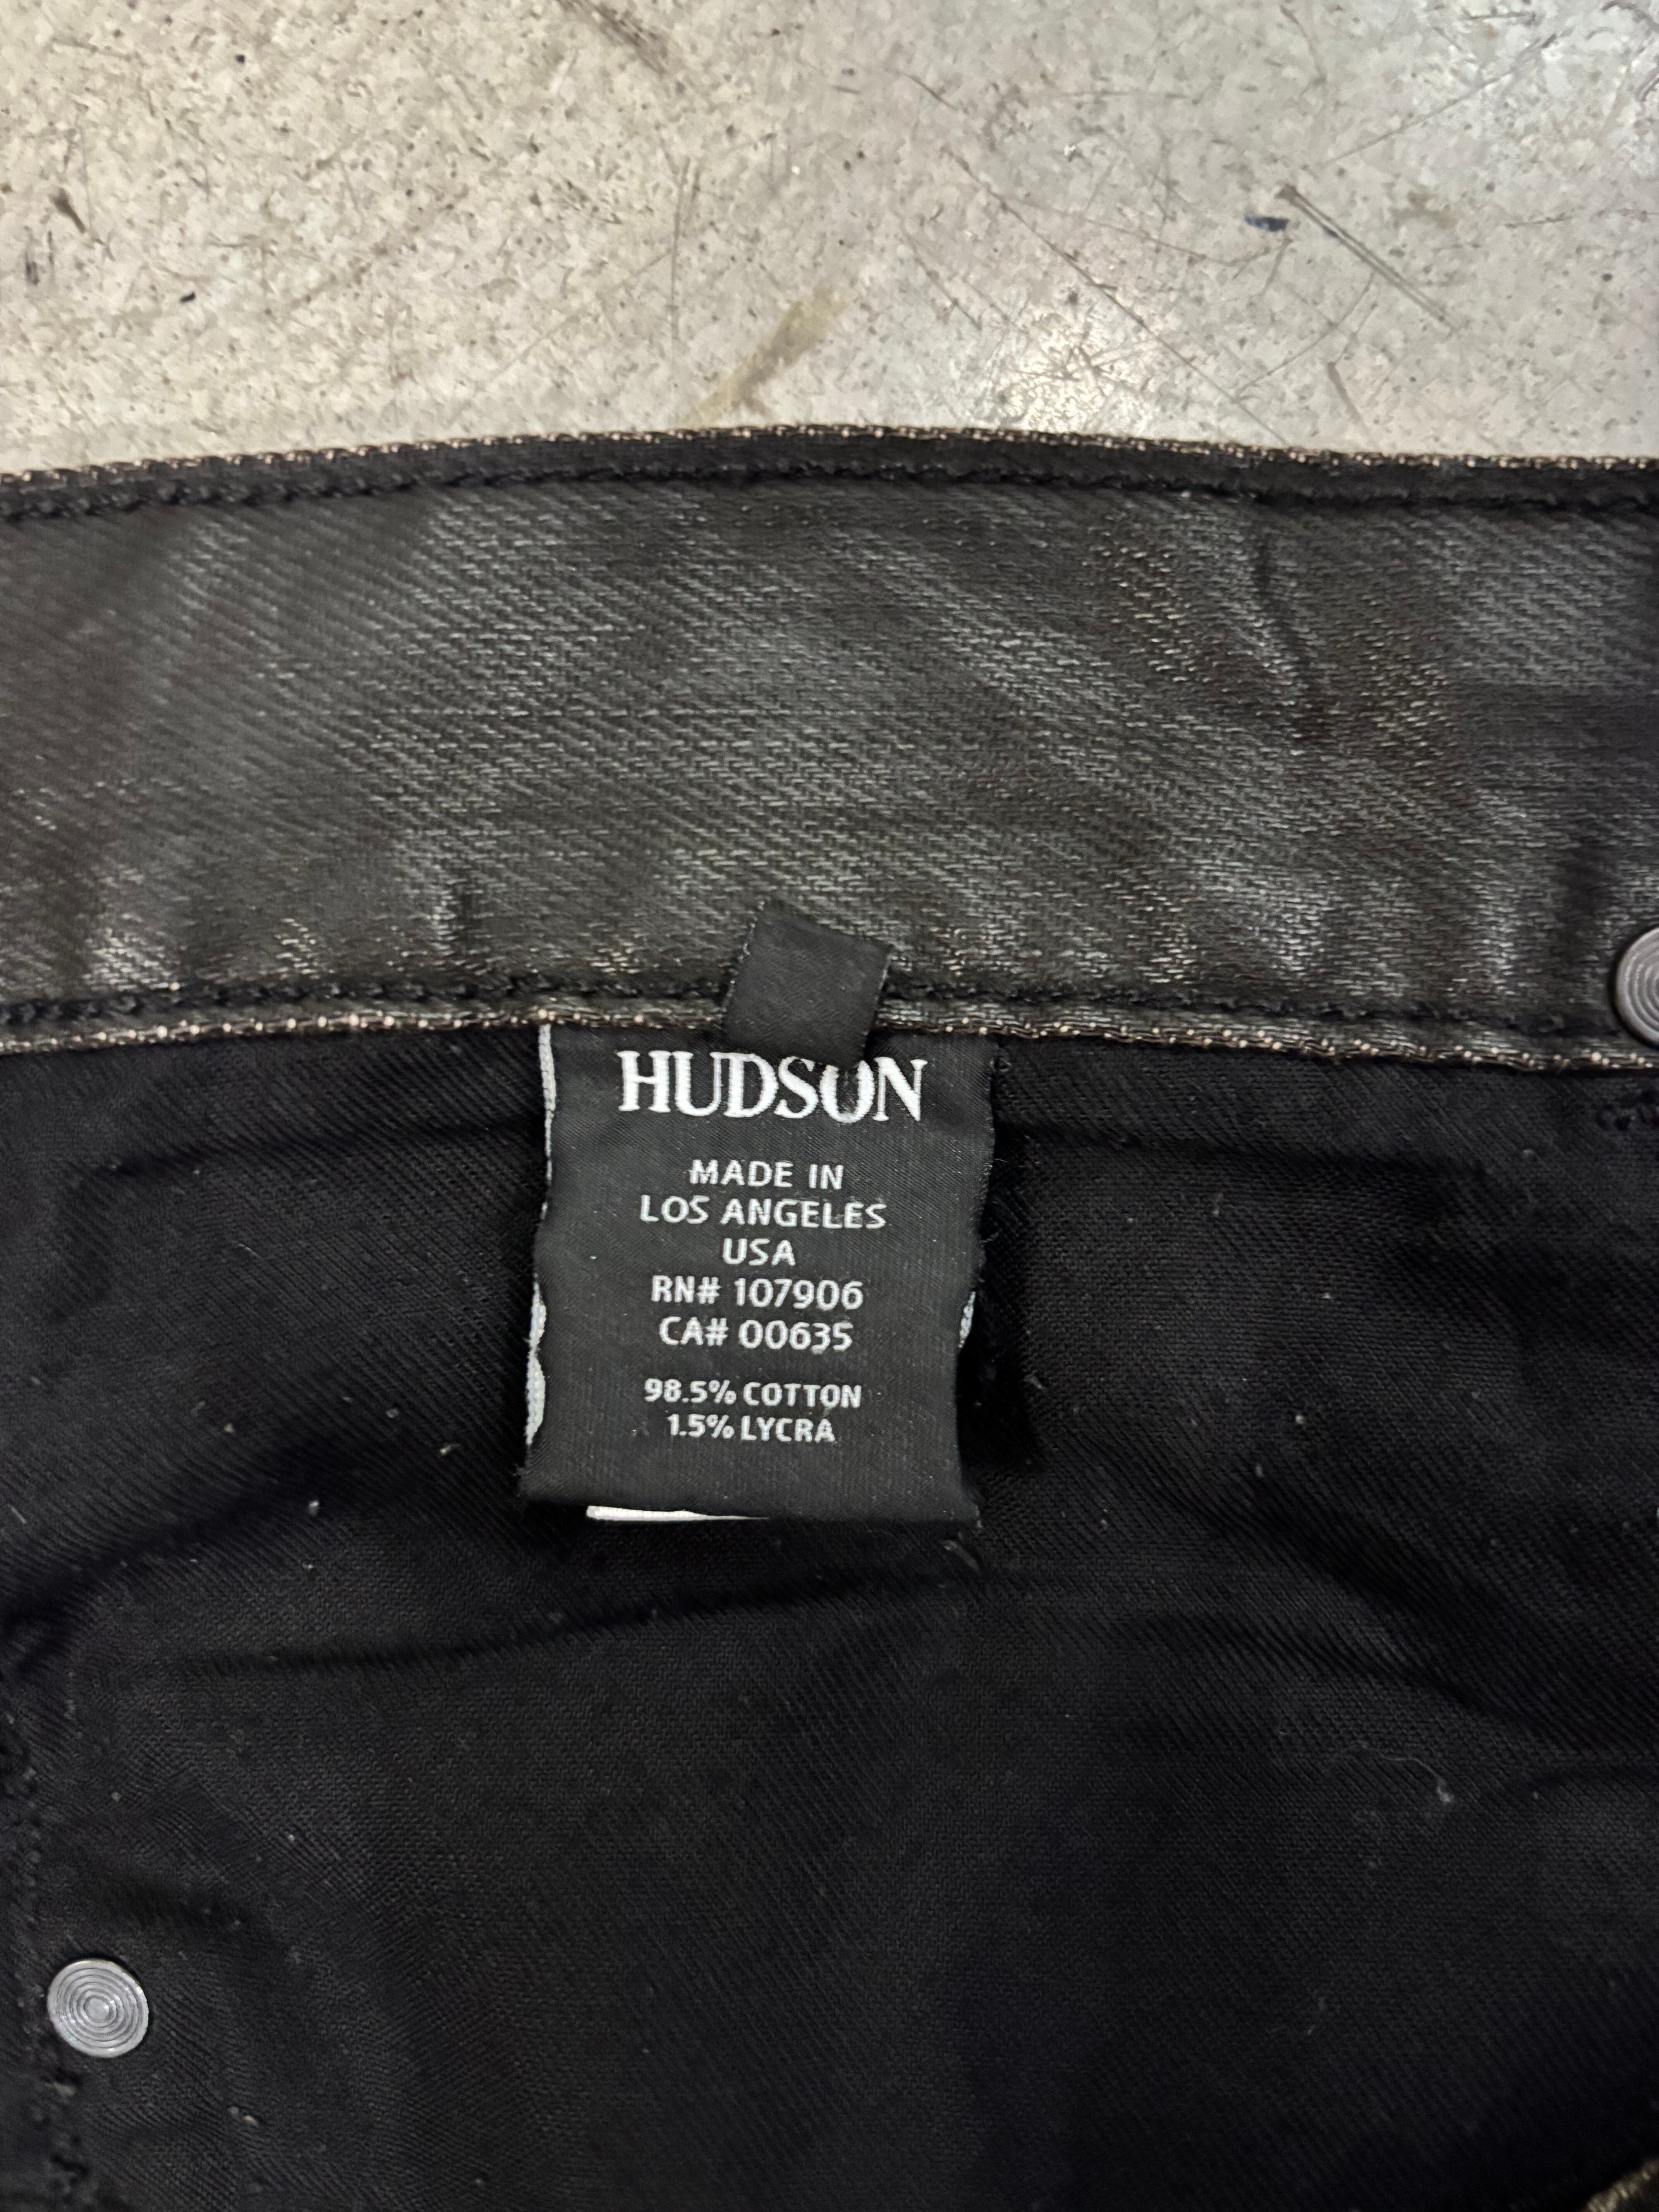 HUDSON
MADE IN
LOS ANGELES
USA
RN# 107906
CA# 00635
98.5% COTTON
1.5% LYCRA